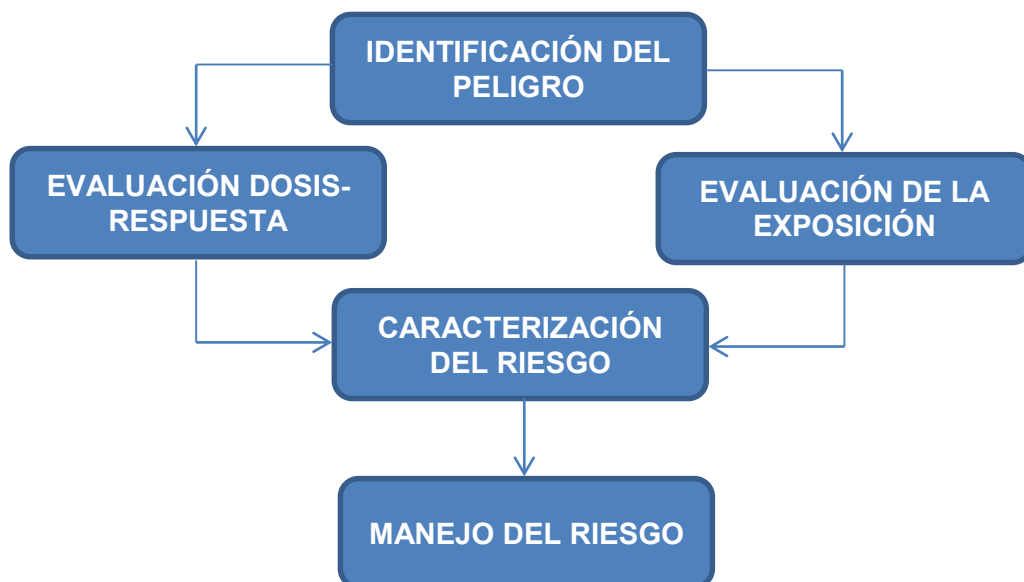 IDENTIFICACIÓN DEL
PELIGRO
EVALUACIÓN DOSIS-
RESPUESTA
EVALUACIÓN DE LA
EXPOSICIÓN
CARACTERIZACIÓN
DEL RIESGO
MANEJO DEL RIESGO